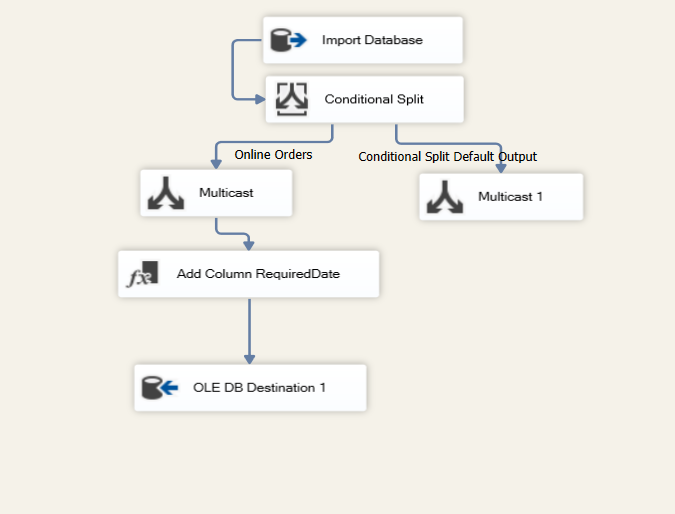 Import Database
Conditional Split
Online Orders
Conditional Split Default Output
Multicast
Multicast 1
fx
Add Column RequiredDate
OLE DB Destination 1